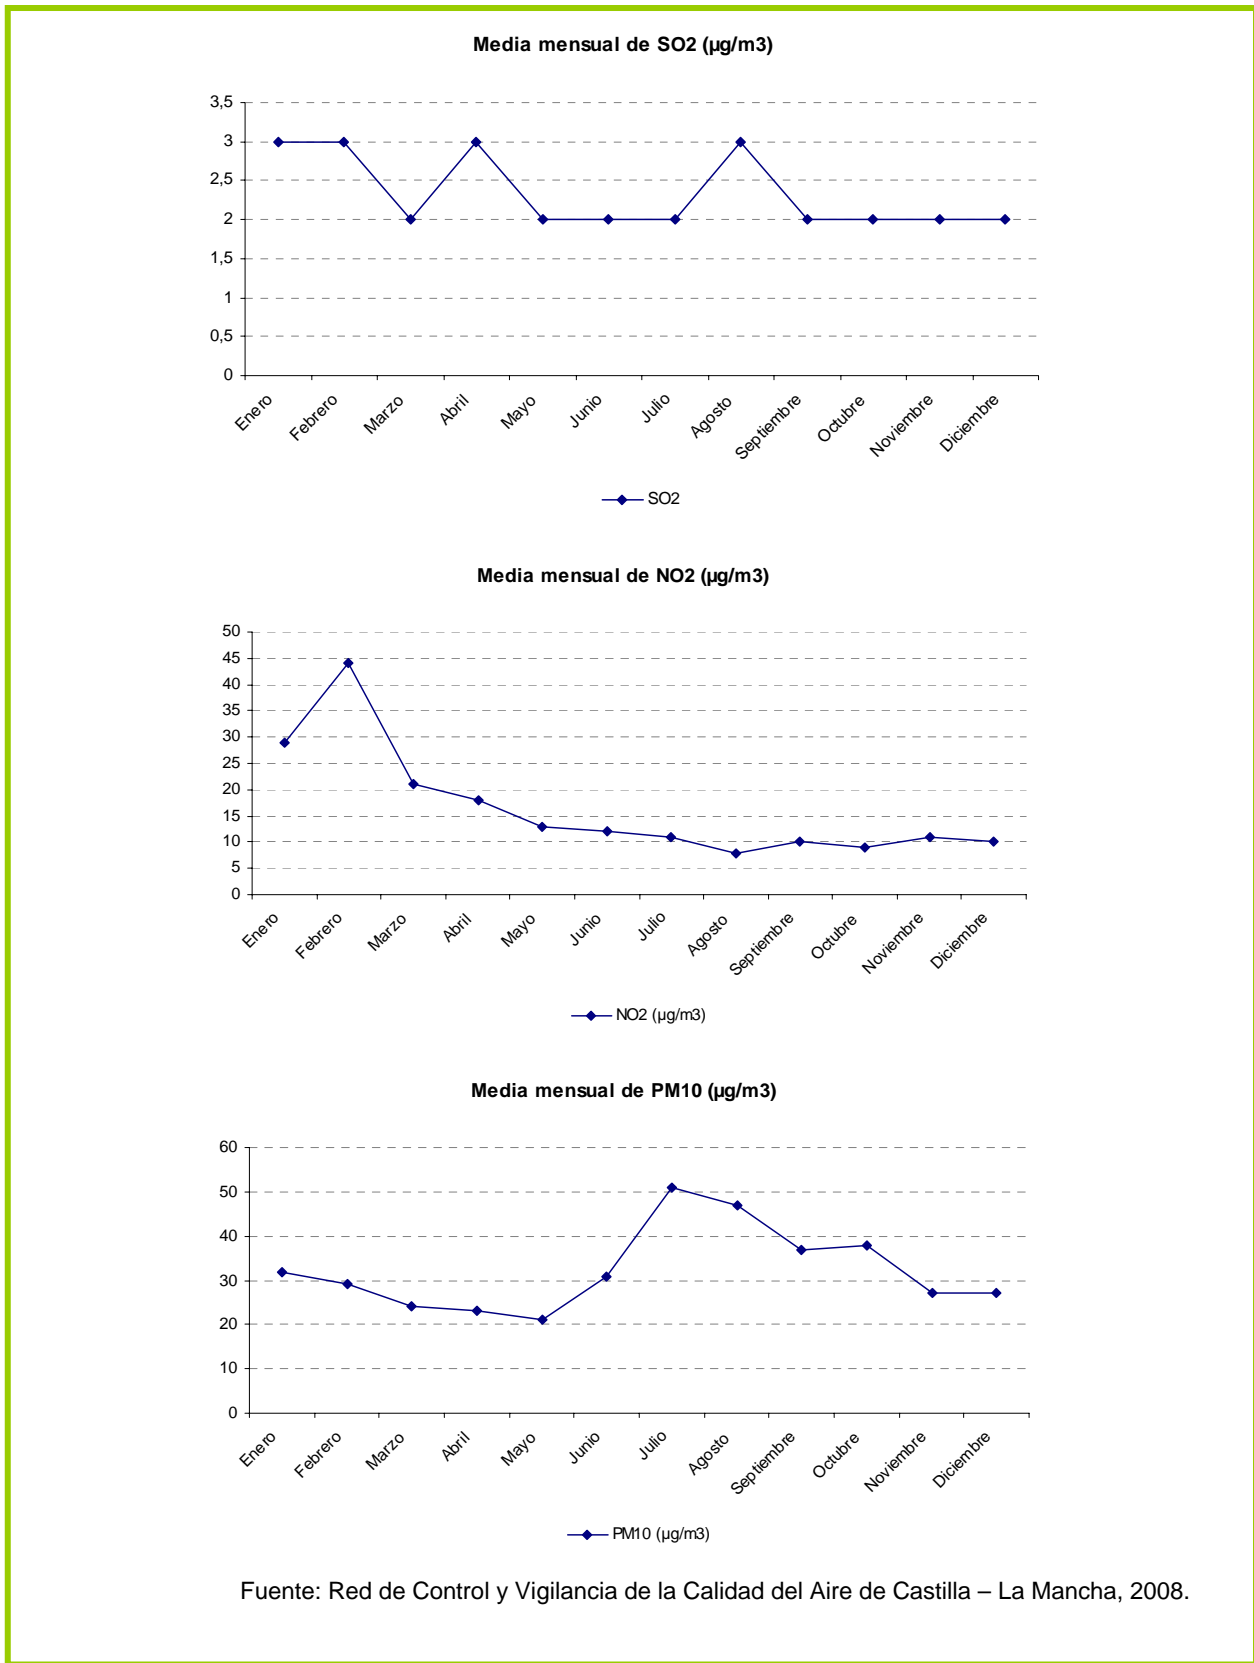 Media mensual de SO2 (µg/m3)
3,5
3
2,5
2
1,5
1
0,5
0
Enero
Febrero
Marzo
Abril
Mayo
Junio
Julio
Agosto
Septiembre
Octubre
Noviembre
Diciembre
SO2
Media mensual de NO2 (µg/m3)
50
45
40
35
30
25
20
15
10
5
0
Enero
Febrero
Marzo
Abril
Mayo
Junio
Julio
Agosto
Septiembre
Octubre
Noviembre
Diciembre
NO2 (µg/m3)
Media mensual de PM10 (µg/m3)
60
50
40
30
20
10
0
Enero
Febrero
Marzo
Abril
Mayo
Junio
Julio
Agosto
Septiembre
Octubre
Noviembre
Diciembre
PM10 (µg/m3)
Fuente: Red de Control y Vigilancia de la Calidad del Aire de Castilla – La Mancha, 2008.